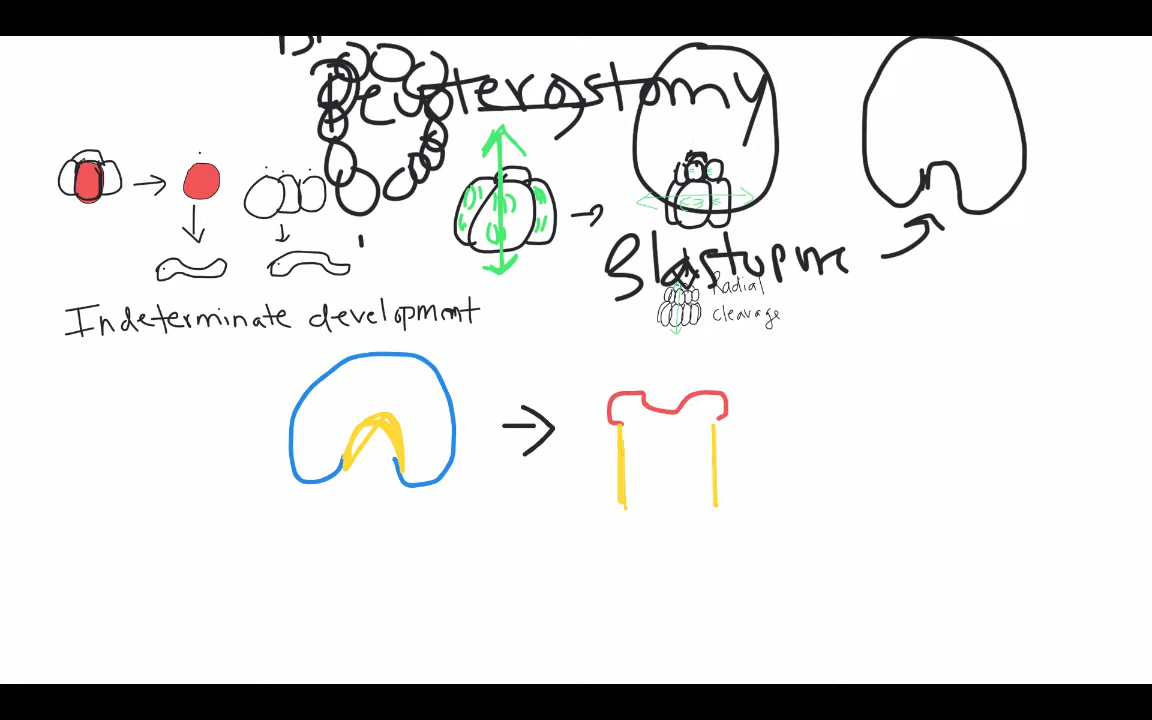 Deuterostomy
Blastopore
Radial
cleavage
Indeterminate development